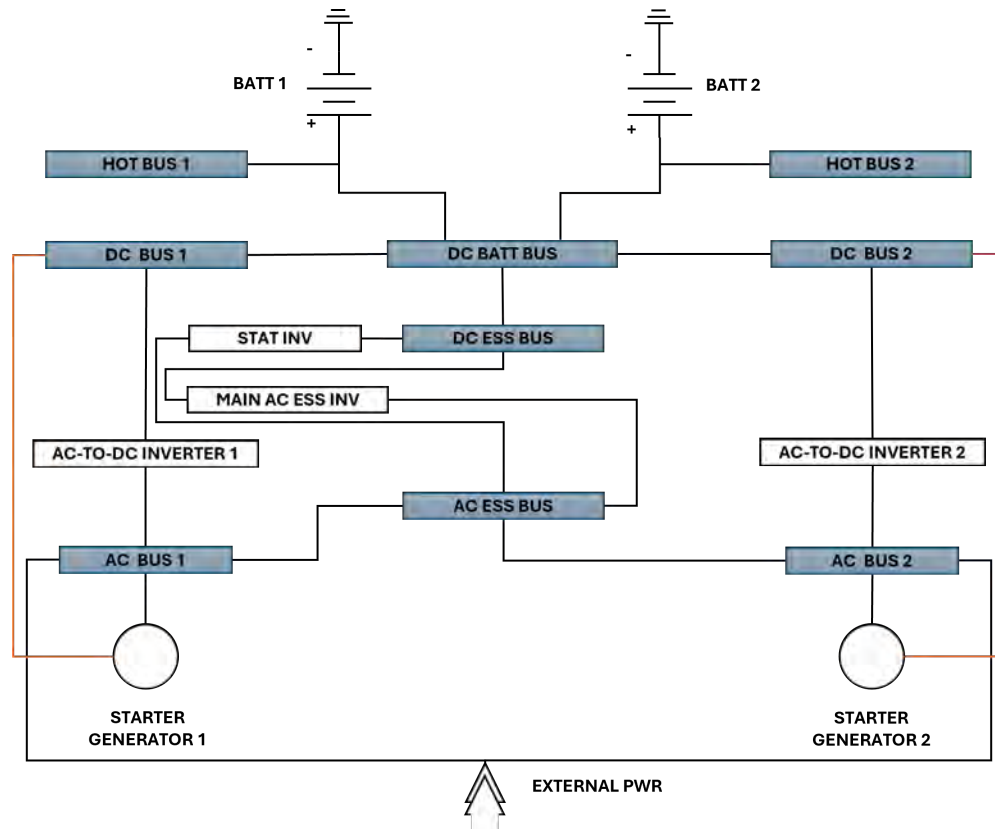 -
-
BATT 1
BATT 2
+
+
HOT BUS 1
HOT BUS 2
DC BUS 1
DC BATT BUS
DC BUS 2
STAT INV
DC ESS BUS
MAIN AC ESS INV
AC-TO-DC INVERTER 1
AC-TO-DC INVERTER 2
AC ESS BUS
AC BUS 1
AC BUS 2
STARTER
GENERATOR 1
STARTER
GENERATOR 2
EXTERNAL PWR